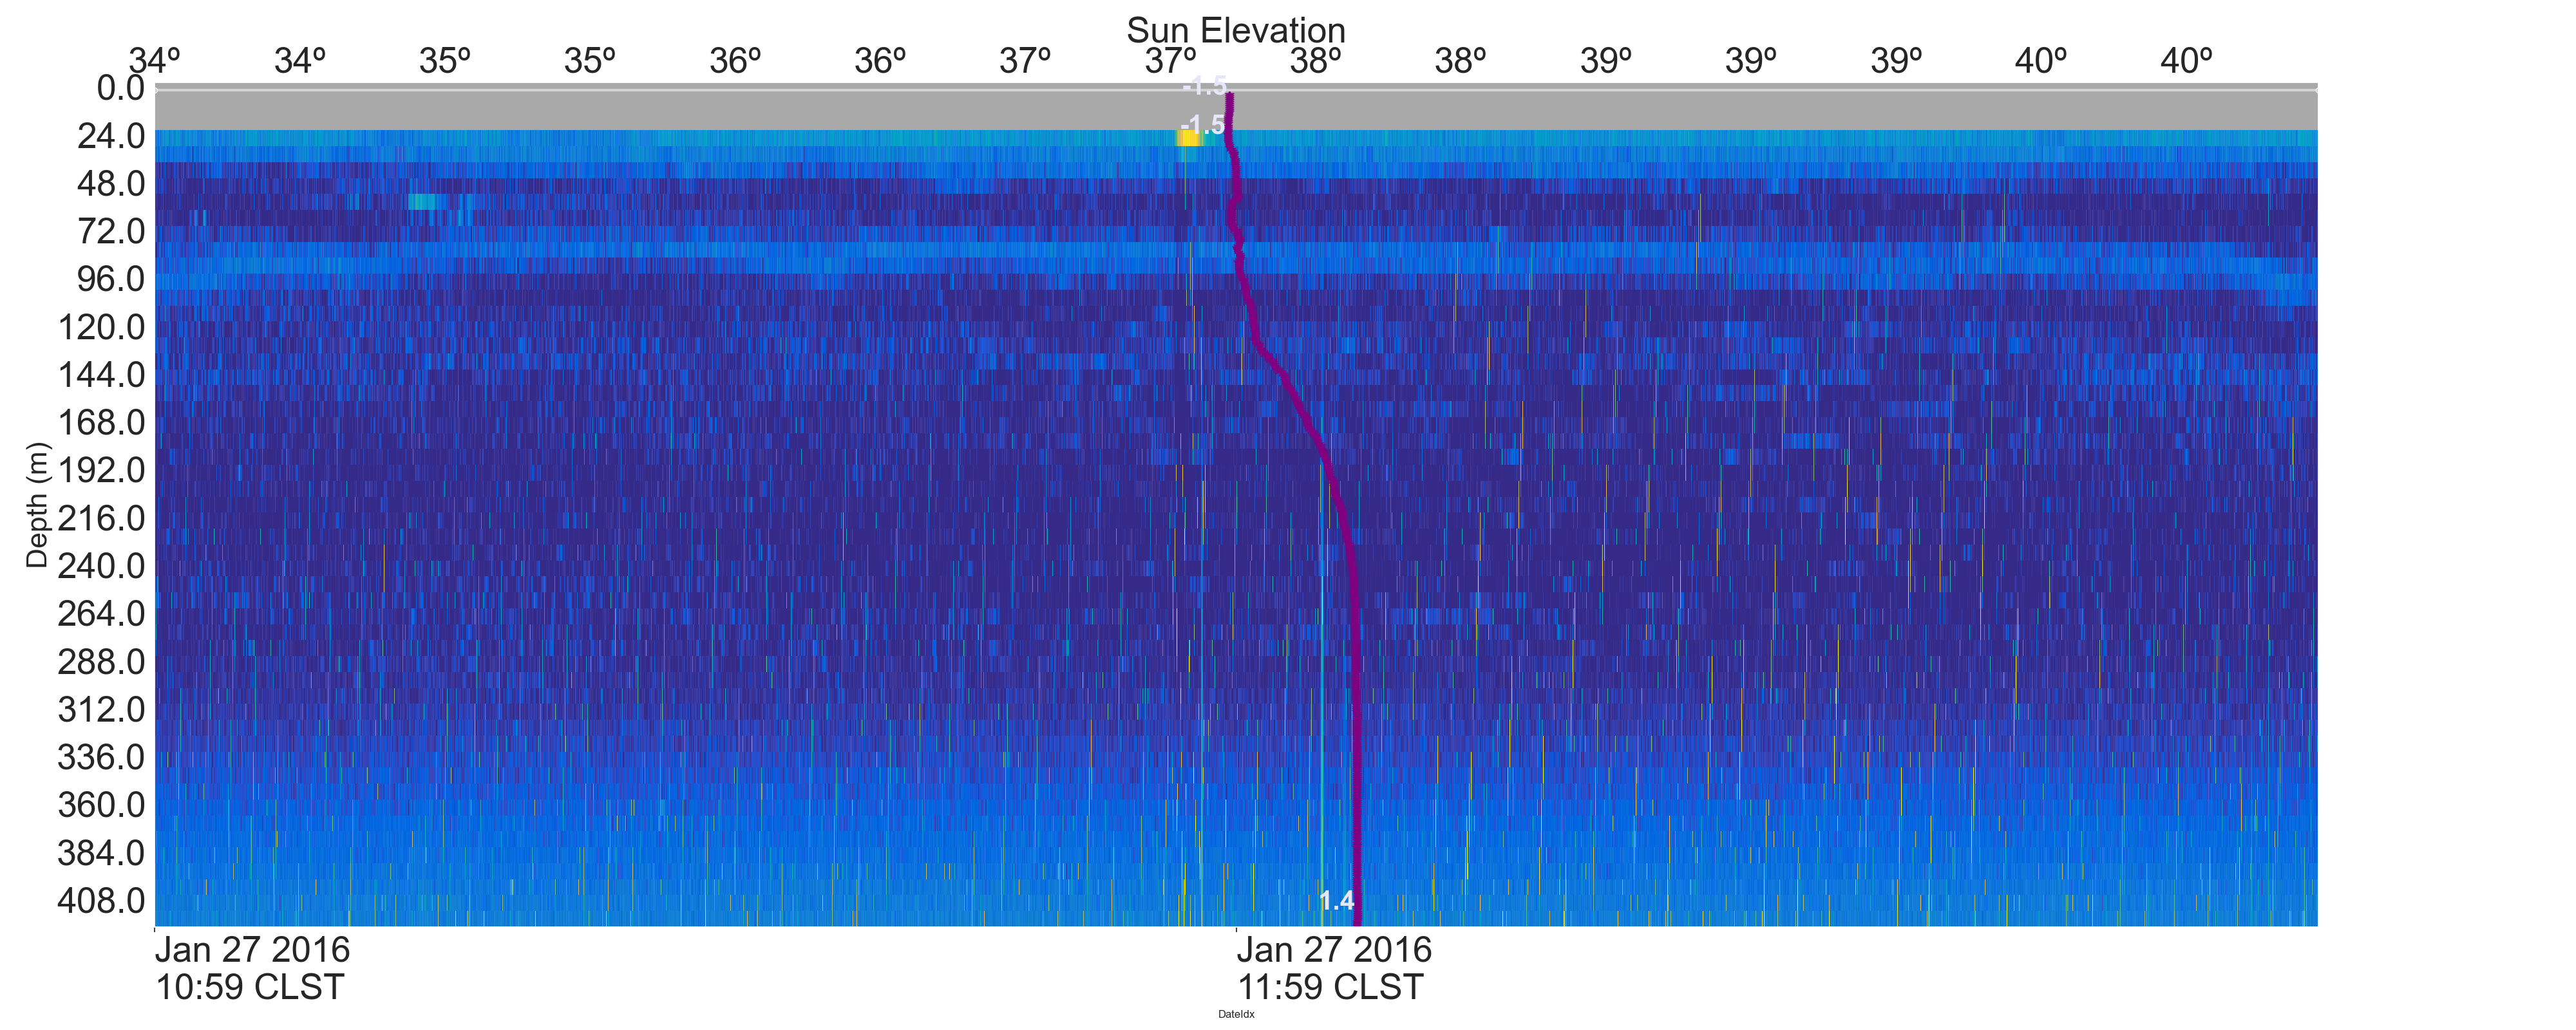 Sun Elevation
34º 34º 35º 35º 36º 36º 37º 37º 38º 38º 39º 39º 39º 40º 40º
0.0
-1.5
24.0
-1.5
48.0
72.0
96.0
120.0
144.0
168.0
192.0
216.0
240.0
264.0
288.0
312.0
336.0
360.0
384.0
408.0
1.4
Depth (m)
Jan 27 2016
10:59 CLST
Jan 27 2016
11:59 CLST
DateIdx